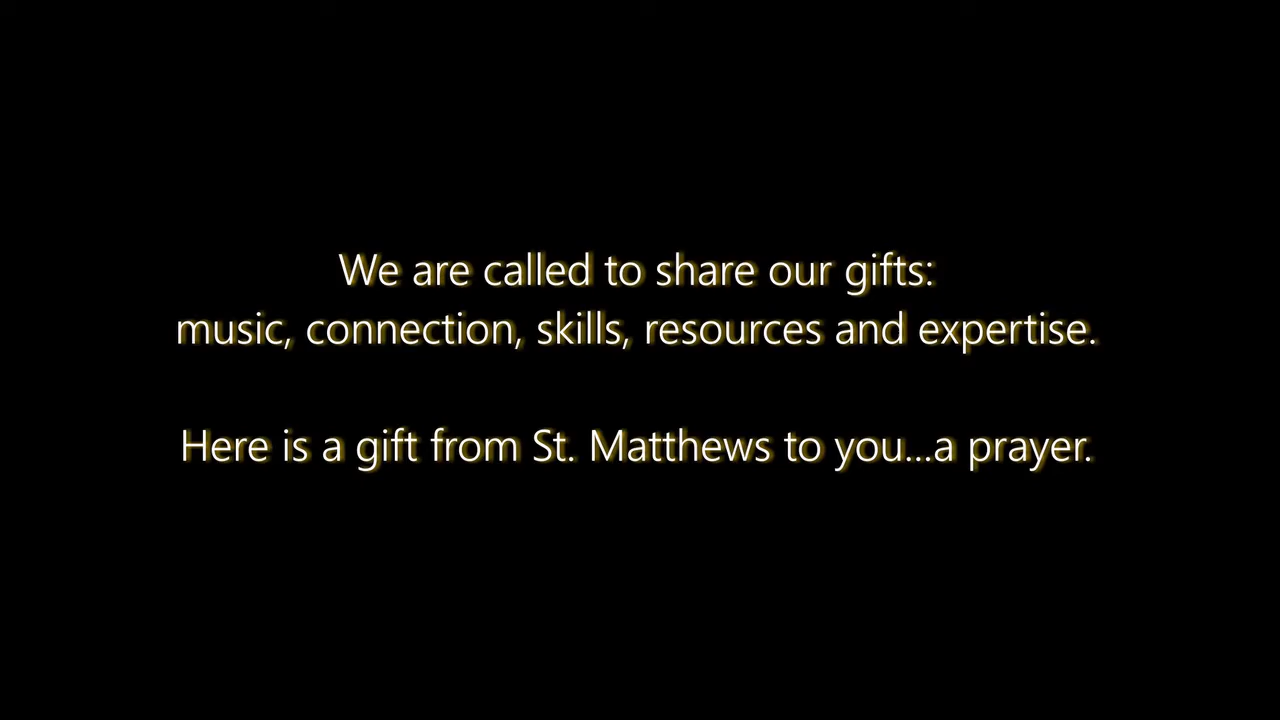 We are called to share our gifts:
music, connection, skills, resources and expertise.
Here is a gift from St. Matthews to you...a prayer.